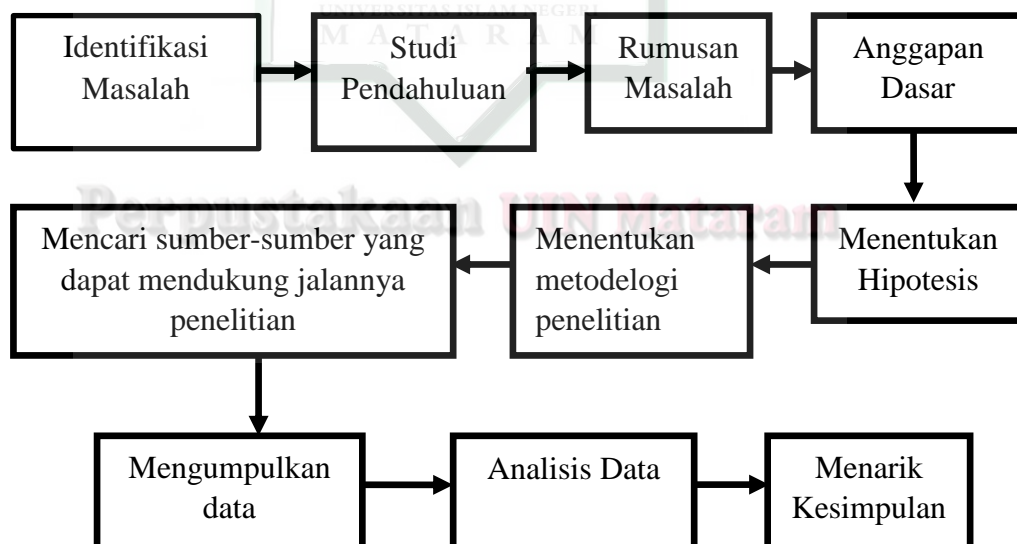 UNIVERSITAS ISLAM NEGERI
MATARAM
Identifikasi
Masalah
Studi
Pendahuluan
Rumusan
Masalah
Anggapan
Dasar
Perpustakaan UIN Mataram
Menentukan
Hipotesis
Menentukan
metodelogi
penelitian
Mencari sumber-sumber yang
dapat mendukung jalannya
penelitian
Mengumpulkan
data
Analisis Data
Menarik
Kesimpulan